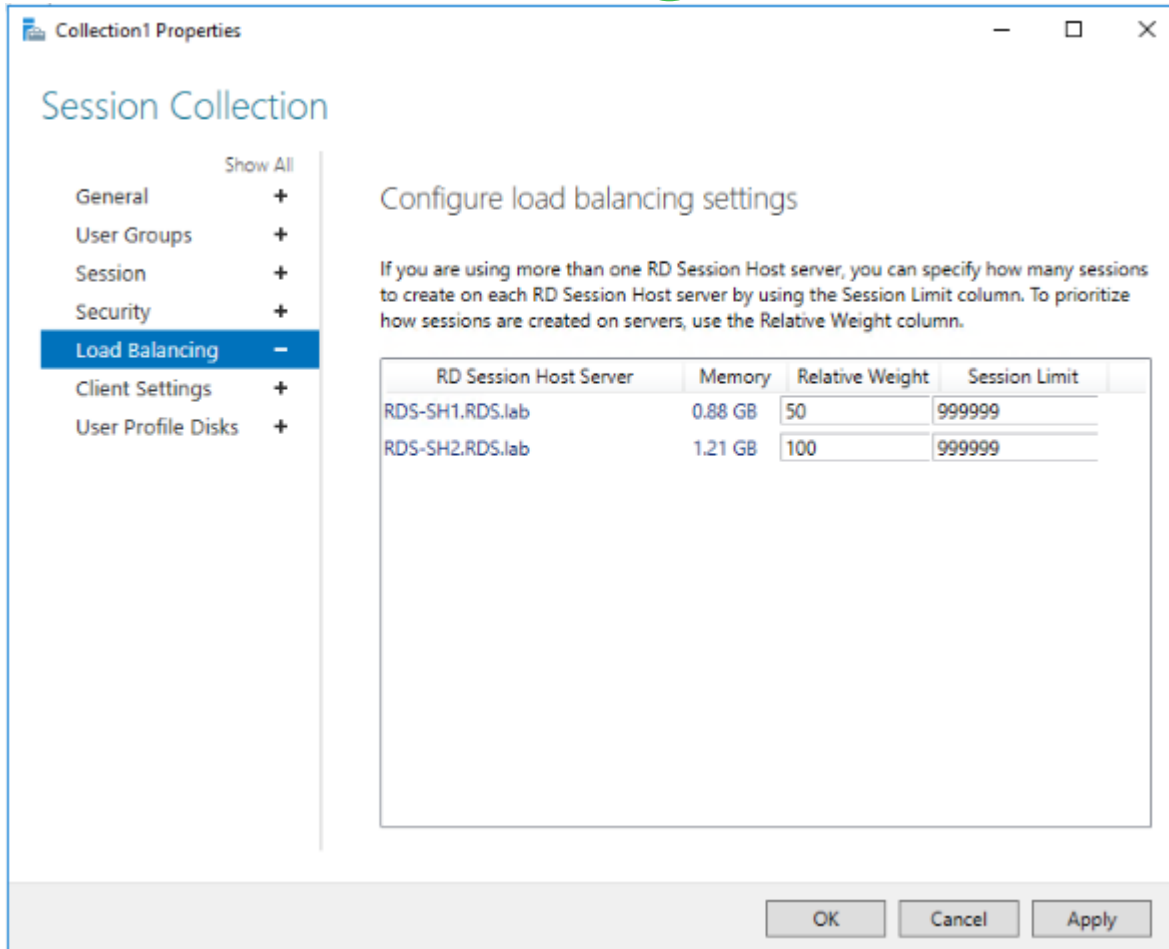 Collection1 Properties
Session Collection
Show All
General +
User Groups +
Session +
Security +
Load Balancing −
Client Settings +
User Profile Disks +
Configure load balancing settings
If you are using more than one RD Session Host server, you can specify how many sessions
to create on each RD Session Host server by using the Session Limit column. To prioritize
how sessions are created on servers, use the Relative Weight column.
RD Session Host Server Memory Relative Weight Session Limit
RDS-SH1.RDS.lab 0.88 GB 50 999999
RDS-SH2.RDS.lab 1.21 GB 100 999999
OK Cancel Apply